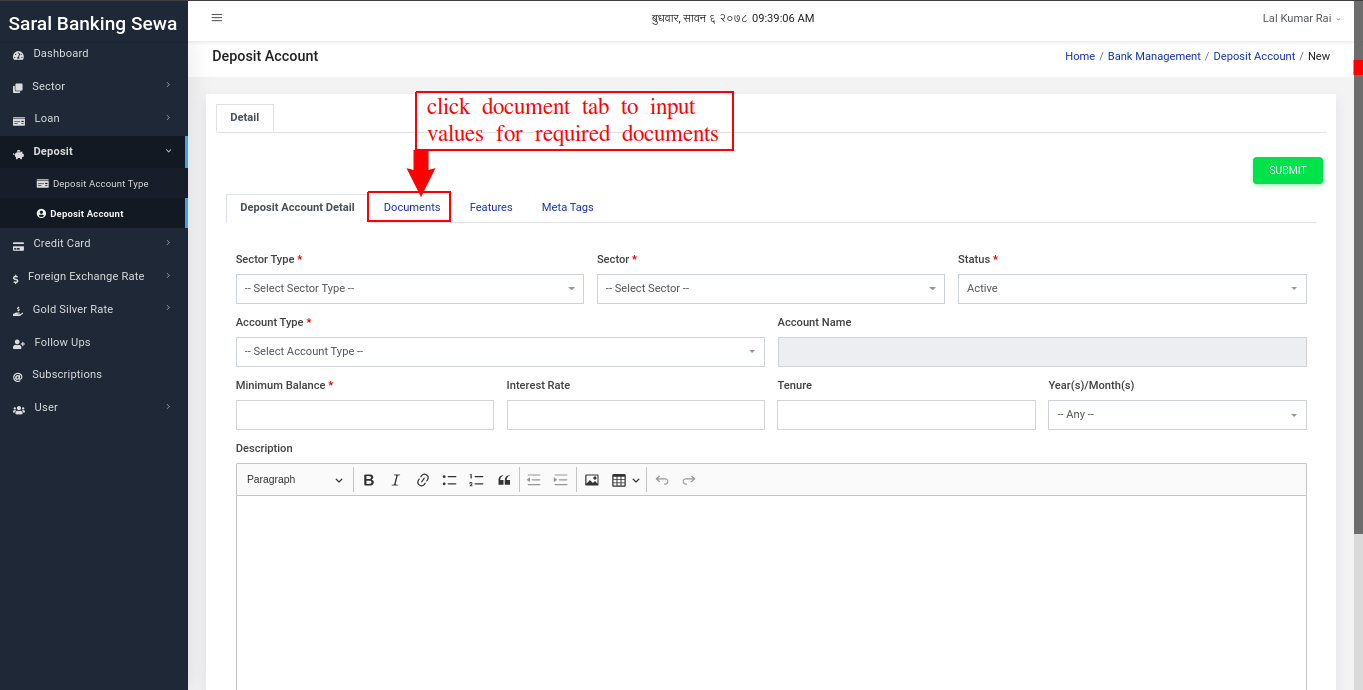 Saral Banking Sewa
बुधवार, सावन ६ २०७८ 09:39:06 AM
Lal Kumar Rai
Dashboard
Sector
Loan
Deposit
Deposit Account Type
Deposit Account
Credit Card
Foreign Exchange Rate
Gold Silver Rate
Follow Ups
Subscriptions
User
Deposit Account
Home / Bank Management / Deposit Account / New
Detail
click document tab to input
values for required documents
SUBMIT
Deposit Account Detail Documents Features Meta Tags
Sector Type * Sector * Status *
-- Select Sector Type -- -- Select Sector -- Active
Account Type * Account Name
-- Select Account Type --
Minimum Balance * Interest Rate Tenure Year(s)/Month(s)
-- Any --
Description
Paragraph